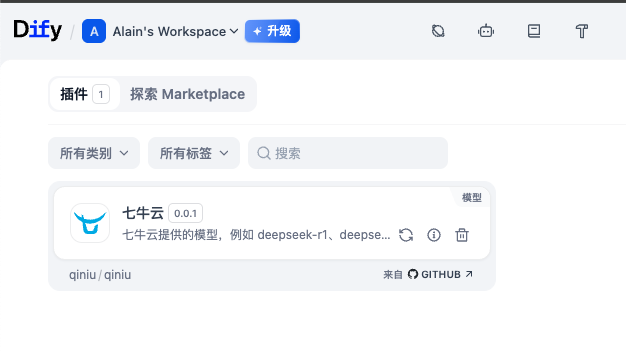 Dify / A Alain's Workspace 升级
插件 1 探索 Marketplace
所有类别 所有标签 搜索
模型
七牛云 0.0.1
七牛云提供的模型，例如 deepseek-r1、deepse...
qiniu / qiniu 来自 GITHUB